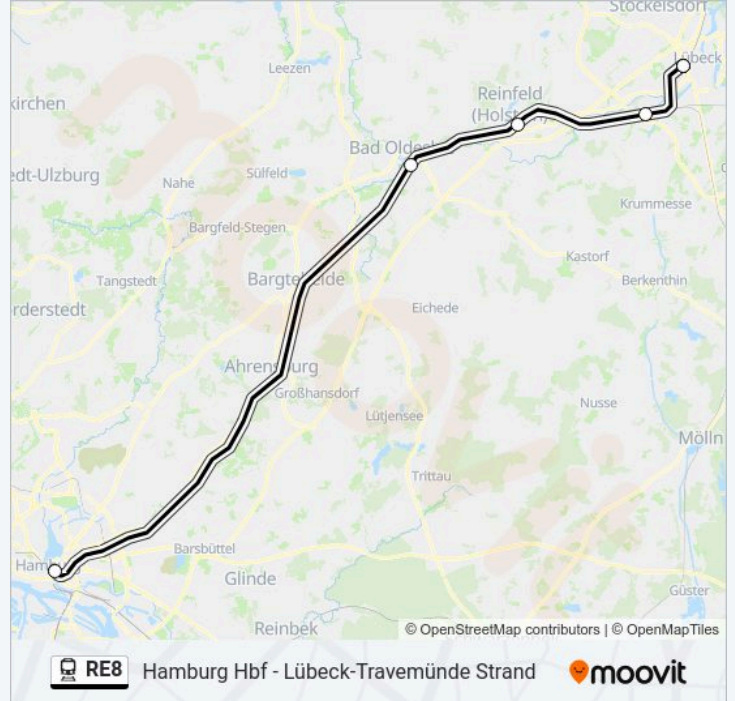 Stockelsdorf
Lübeck
Leezen
Reinfeld
(Holstein)
kirchen
Bad Oldes
edt-Ulzburg
Nahe
Sülfeld
Krummesse
Bargfeld-Stegen
Kastorf
Tangstedt
Bargteheide
Berkenthin
rderstedt
Eichede
Ahrensburg
Großhansdorf
Nusse
Lütjensee
Mölln
Trittau
Barsbüttel
Hamburg
Glinde
Güster
Reinbek
© OpenStreetMap contributors | © OpenMapTiles
RE8 Hamburg Hbf - Lübeck-Travemünde Strand moovit